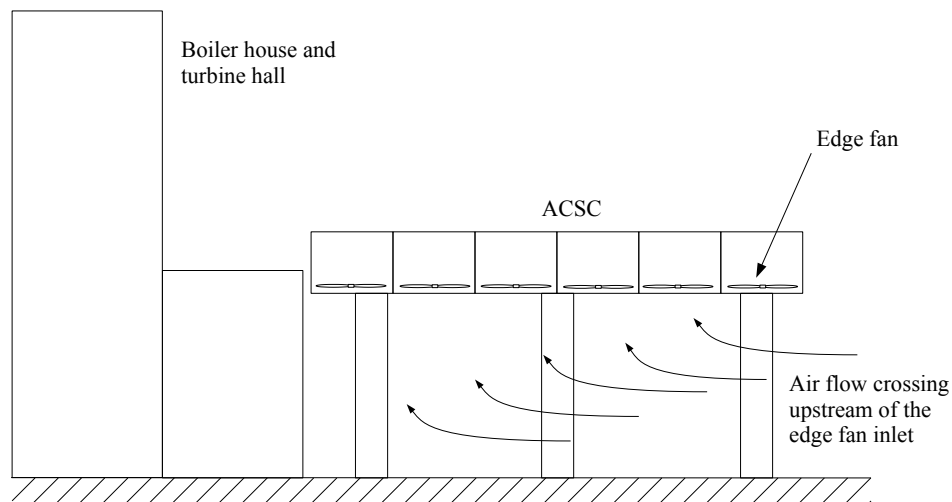 Boiler house and
turbine hall
Edge fan
ACSC
Air flow crossing
upstream of the
edge fan inlet